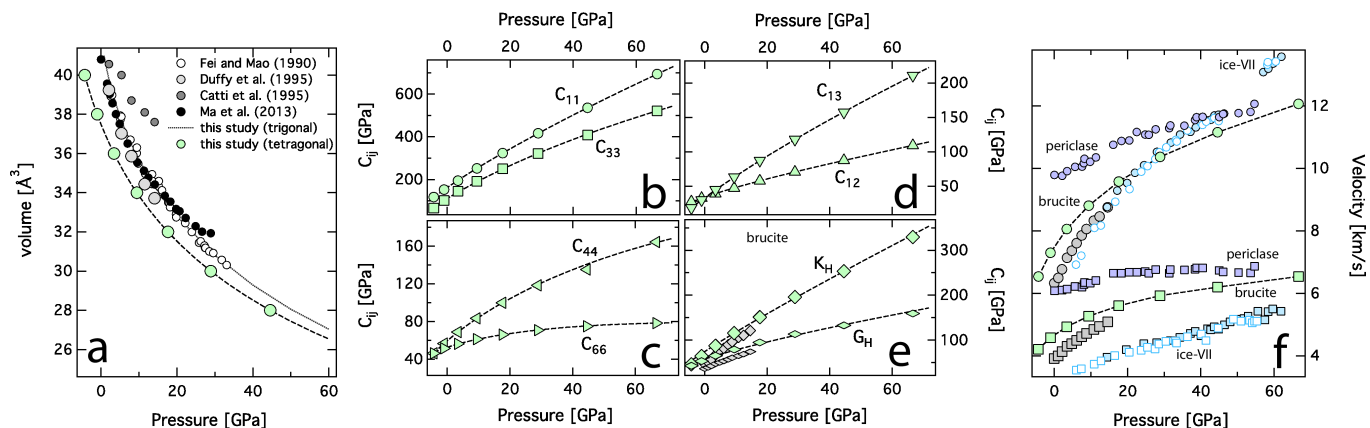 Pressure [GPa]
Pressure [GPa]
0 20 40 60
0 20 40 60
volume [Å³]
40
38
36
34
32
30
28
26
Fei and Mao (1990)
Duffy et al. (1995)
Catti et al. (1995)
Ma et al. (2013)
this study (trigonal)
this study (tetragonal)
a
0 20 40 60
Pressure [GPa]
Cij [GPa]
600
400
200
C11
C33
b
C13
C12
d
200
150
100
50
Cij [GPa]
Cij [GPa]
160
120
80
40
C44
C66
c
0 20 40 60
Pressure [GPa]
brucite
KH
GH
e
300
200
100
Cij [GPa]
0 20 40 60
Pressure [GPa]
ice-VII
periclase
brucite
periclase
brucite
ice-VII
f
12
10
8
6
4
Velocity [km/s]
0 20 40 60
Pressure [GPa]